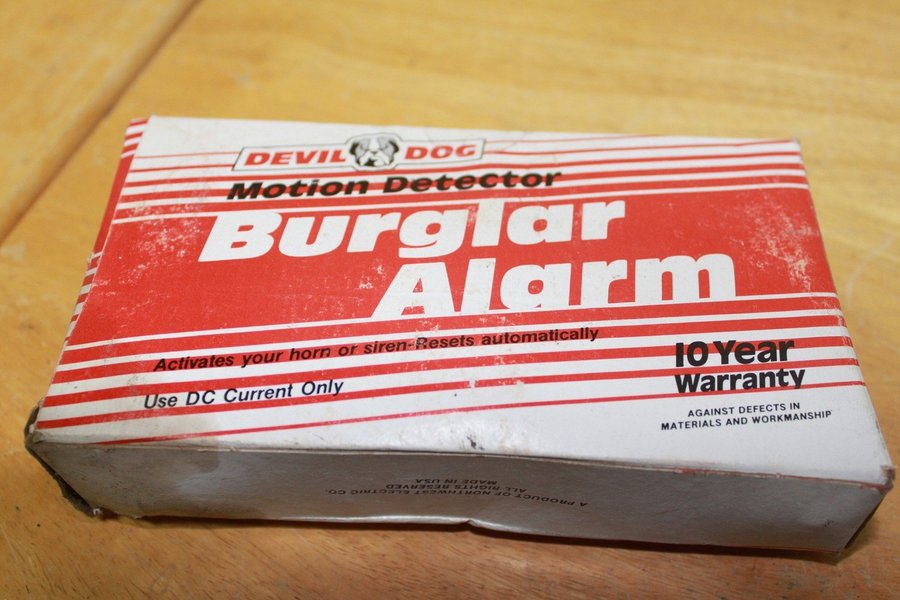 DEVIL DOG
Motion Detector
Burglar
Alarm
Activates your horn or siren-Resets automatically
Use DC Current Only
10 Year
Warranty
AGAINST DEFECTS IN
MATERIALS AND WORKMANSHIP
A PRODUCT OF NORTHWEST ELECTRIC CO.
ALL RIGHTS RESERVED
MADE IN USA